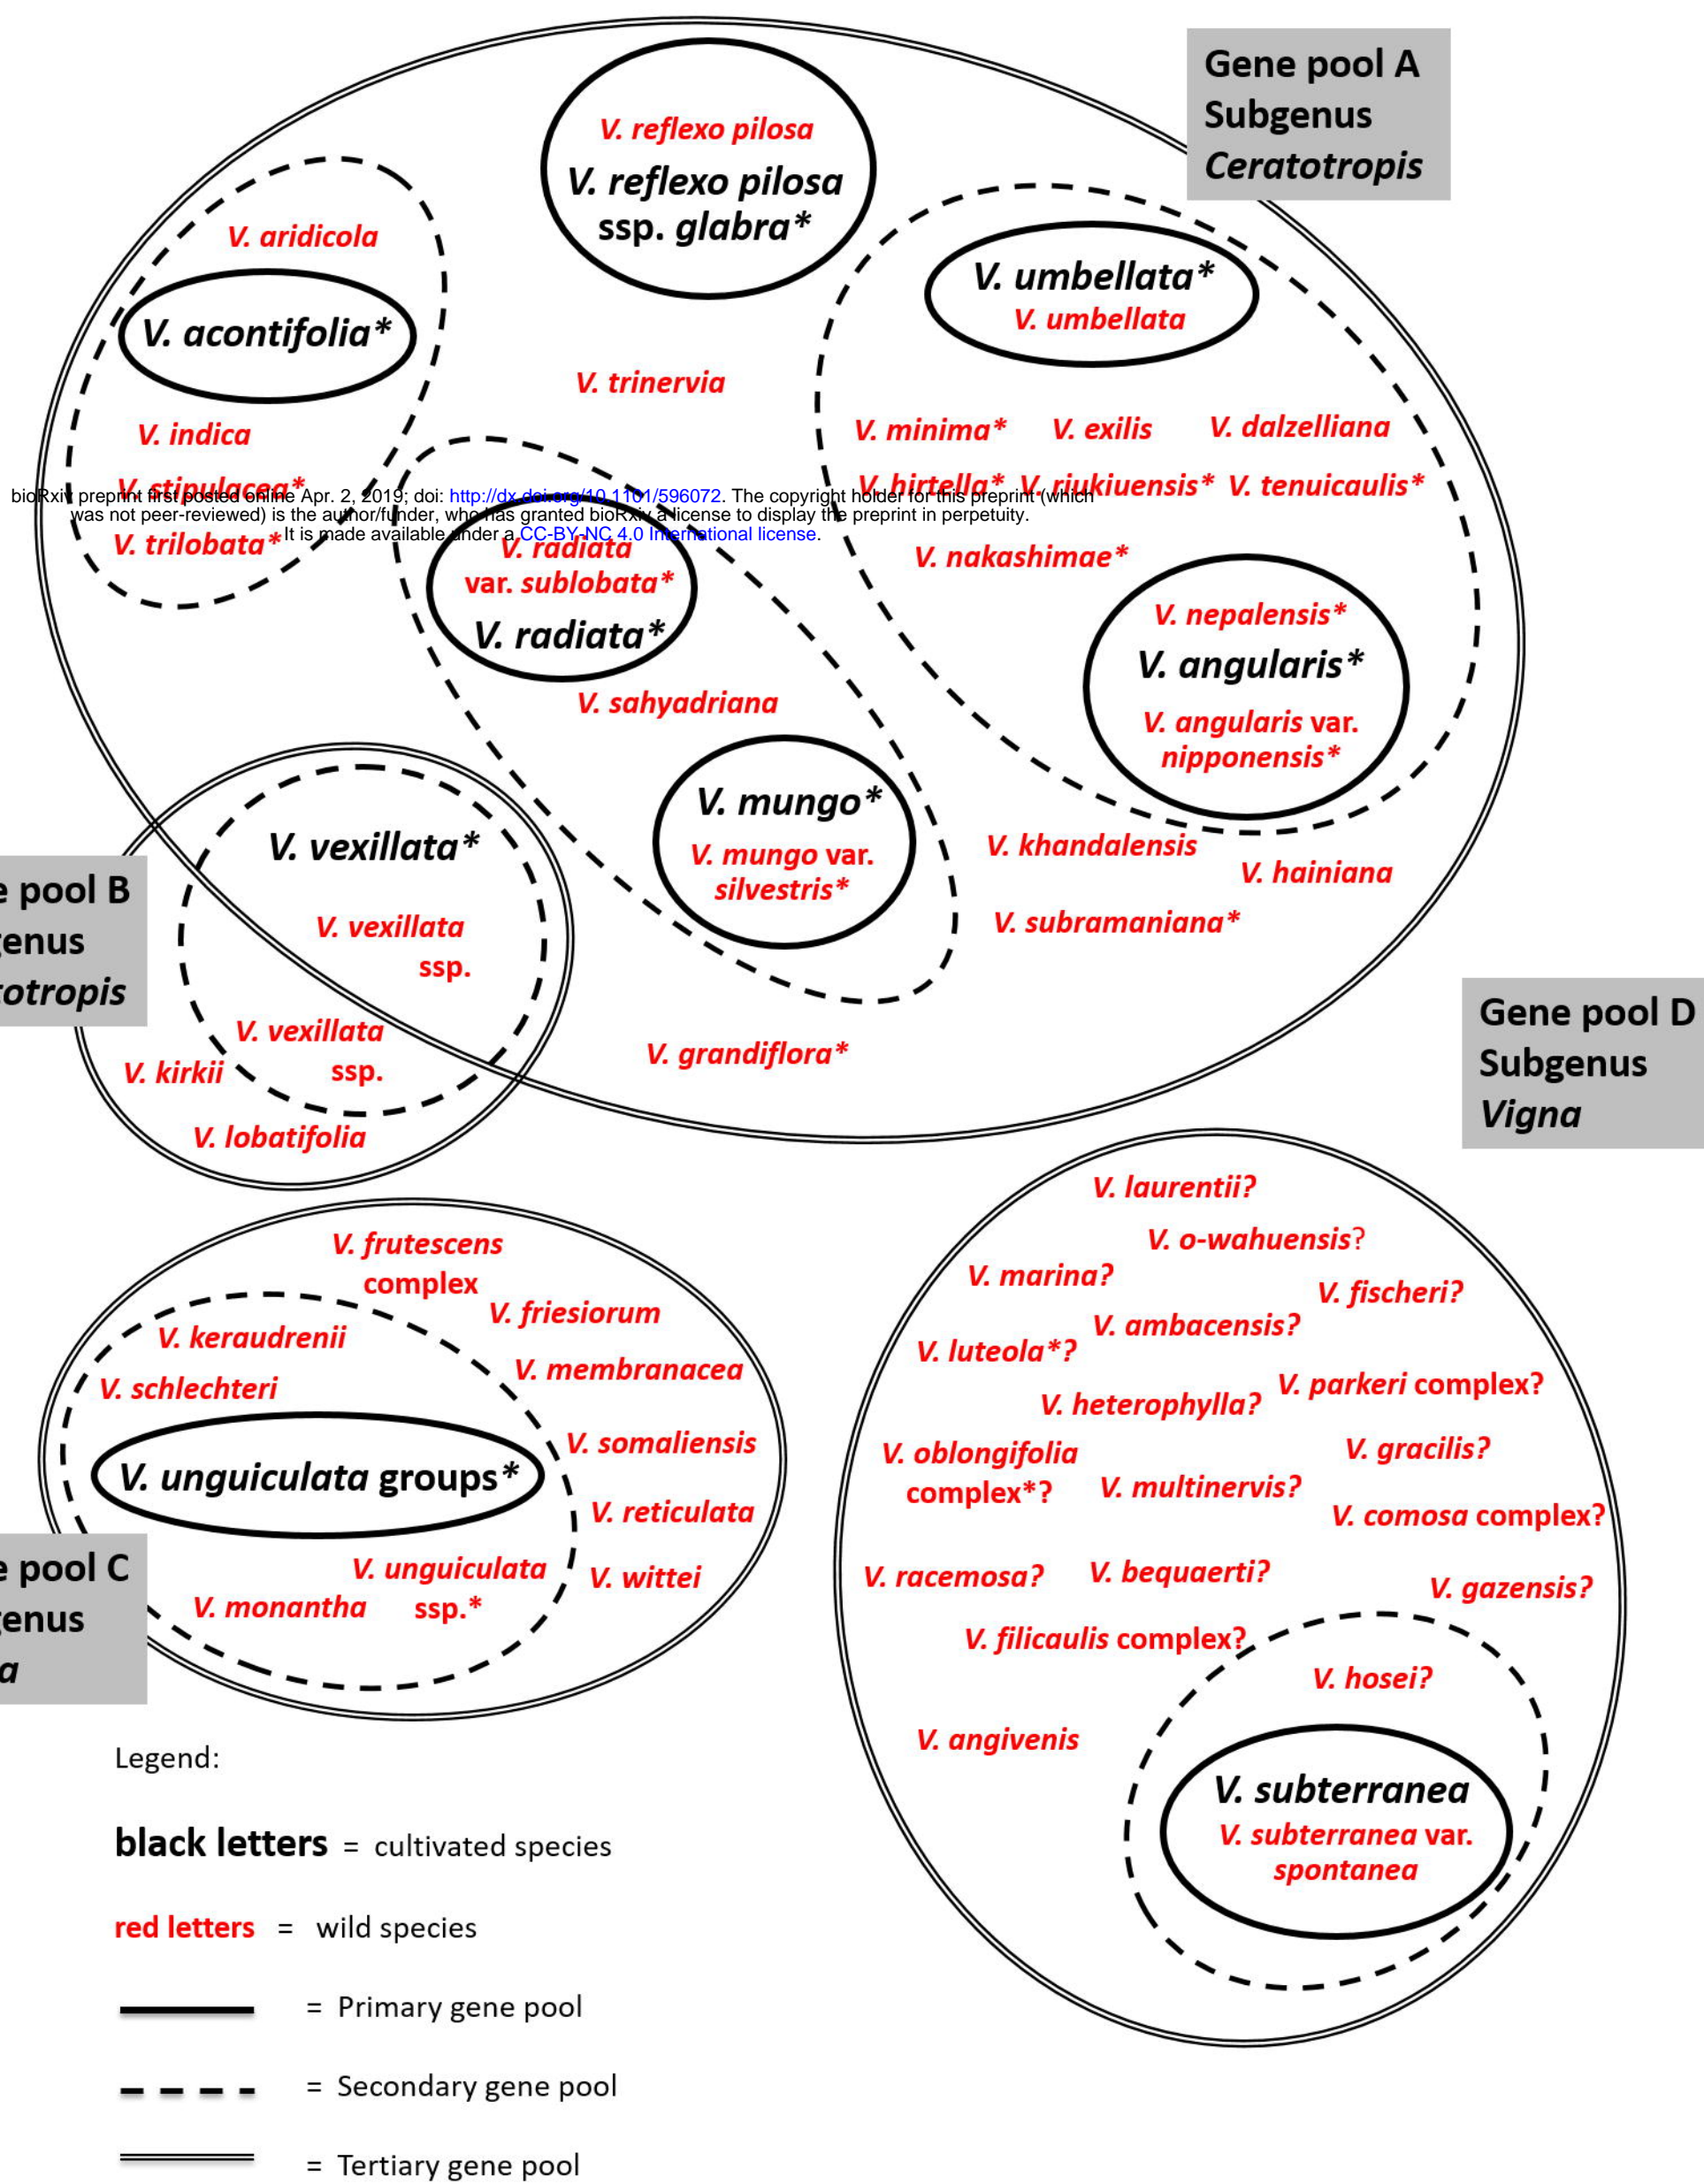 Gene pool A
Subgenus
Ceratotropis
V. reflexo pilosa
V. reflexo pilosa
ssp. glabra*
V. aridicola
V. acontifolia*
V. indica
V. stipulacea*
V. trilobata*
V. umbellata*
V. umbellata
V. trinervia
V. minima* V. exilis V. dalzelliana
V. hirtella* V. riukiuensis* V. tenuicaulis*
bioRxiv preprint first posted online Apr. 2, 2019; doi: http://dx.doi.org/10.1101/596072. The copyright holder for this preprint (which
was not peer-reviewed) is the author/funder, who has granted bioRxiv a license to display the preprint in perpetuity.
It is made available under a CC-BY-NC 4.0 International license.
V. nakashimae*
V. radiata
var. sublobata*
V. radiata*
V. nepalensis*
V. angularis*
V. angularis var.
nipponensis*
V. sahyadriana
V. mungo*
V. mungo var.
silvestris*
V. khandalensis
V. hainiana
V. subramaniana*
V. grandiflora*
e pool B
genus
totropis
V. vexillata*
V. vexillata
ssp.
V. vexillata
ssp.
V. kirkii
V. lobatifolia
Gene pool D
Subgenus
Vigna
V. frutescens
complex
V. friesiorum
V. keraudrenii
V. membranacea
V. schlechteri
V. somaliensis
V. unguiculata groups*
V. reticulata
V. unguiculata
ssp.*
V. wittei
V. monantha
e pool C
genus
a
V. laurentii?
V. o-wahuensis?
V. marina?
V. fischeri?
V. ambacensis?
V. luteola*?
V. parkeri complex?
V. heterophylla?
V. oblongifolia
complex*?
V. gracilis?
V. multinervis?
V. comosa complex?
V. racemosa?
V. bequaerti?
V. gazensis?
V. filicaulis complex?
V. hosei?
V. angivenis
V. subterranea
V. subterranea var.
spontanea
Legend:
black letters = cultivated species
red letters = wild species
= Primary gene pool
= Secondary gene pool
= Tertiary gene pool